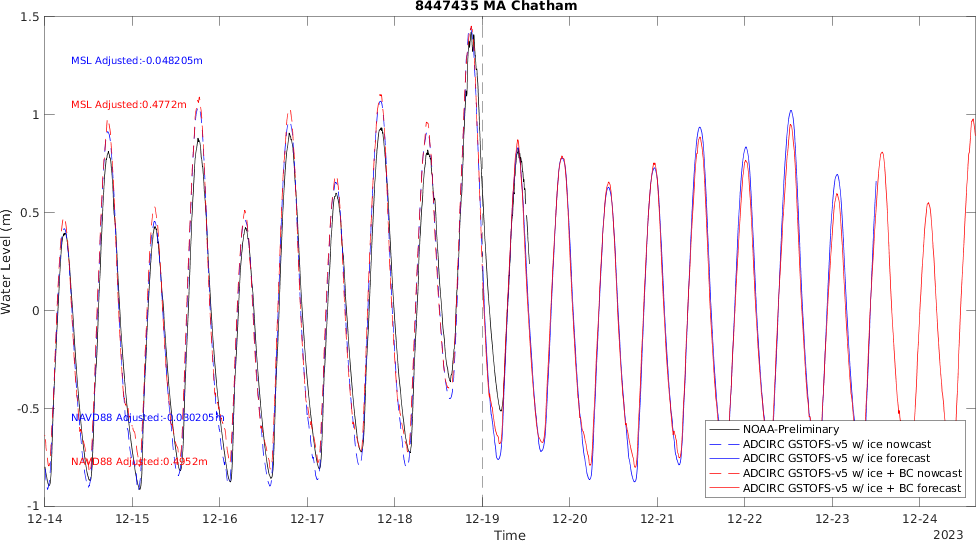 8447435 MA Chatham
1.5
MSL Adjusted:-0.048205m
MSL Adjusted:0.4772m
1
0.5
Water Level (m)
0
-0.5
NAVD88 Adjusted:-0.030205m
NAVD88 Adjusted:0.4952m
-1
NOAA-Preliminary
ADCIRC GSTOFS-v5 w/ ice nowcast
ADCIRC GSTOFS-v5 w/ ice forecast
ADCIRC GSTOFS-v5 w/ ice + BC nowcast
ADCIRC GSTOFS-v5 w/ ice + BC forecast
12-14 12-15 12-16 12-17 12-18 12-19 12-20 12-21 12-22 12-23 12-24
Time
2023